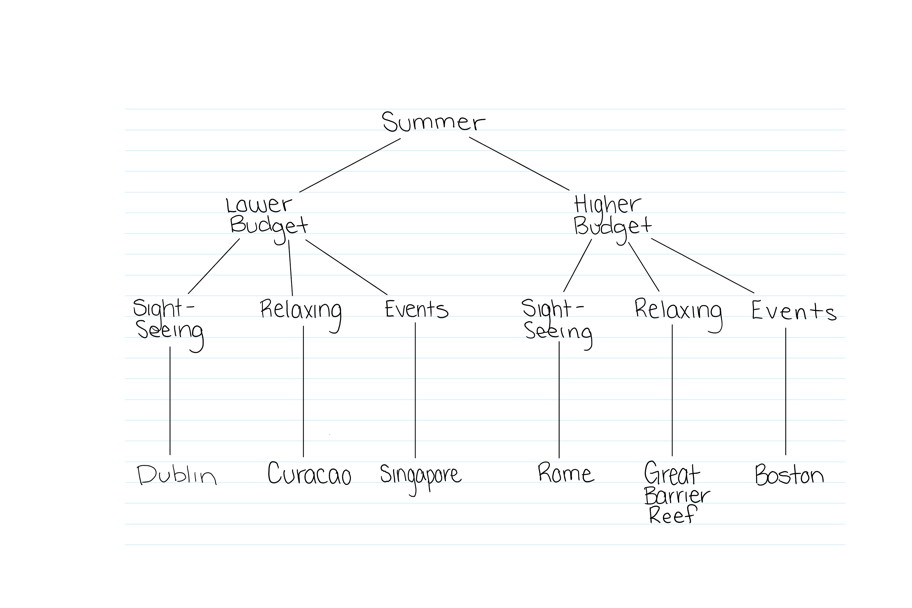 Summer
Lower
Budget
Higher
Budget
Sight-
Seeing
Relaxing
Events
Sight-
Seeing
Relaxing
Events
Dublin
Curacao
Singapore
Rome
Great
Barrier
Reef
Boston